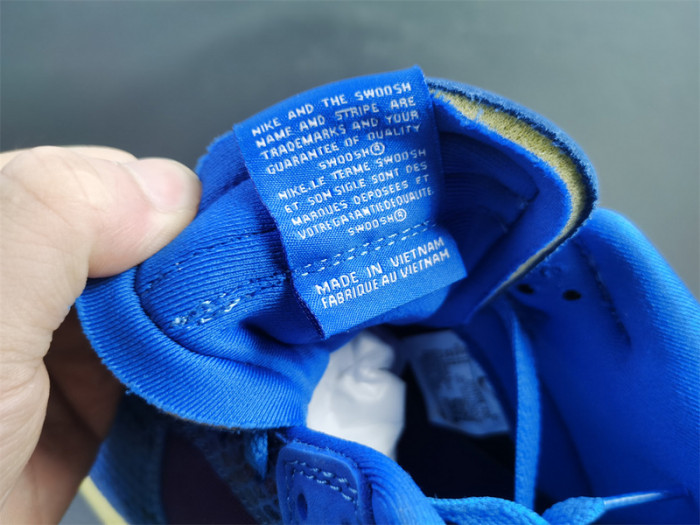 NIKE AND THE SWOOSH
NAME AND STRIPE ARE
TRADEMARKS AND YOUR
GUARANTEE OF QUALITY
SWOOSH®
NIKE.LE TERME SWOOSH
ET SON SIGLE SONT DES
MARQUES DEPOSEES ET
VOTREGARANTIEDEQUALITE.
SWOOSH®
MADE IN VIETNAM
FABRIQUE AU VIETNAM